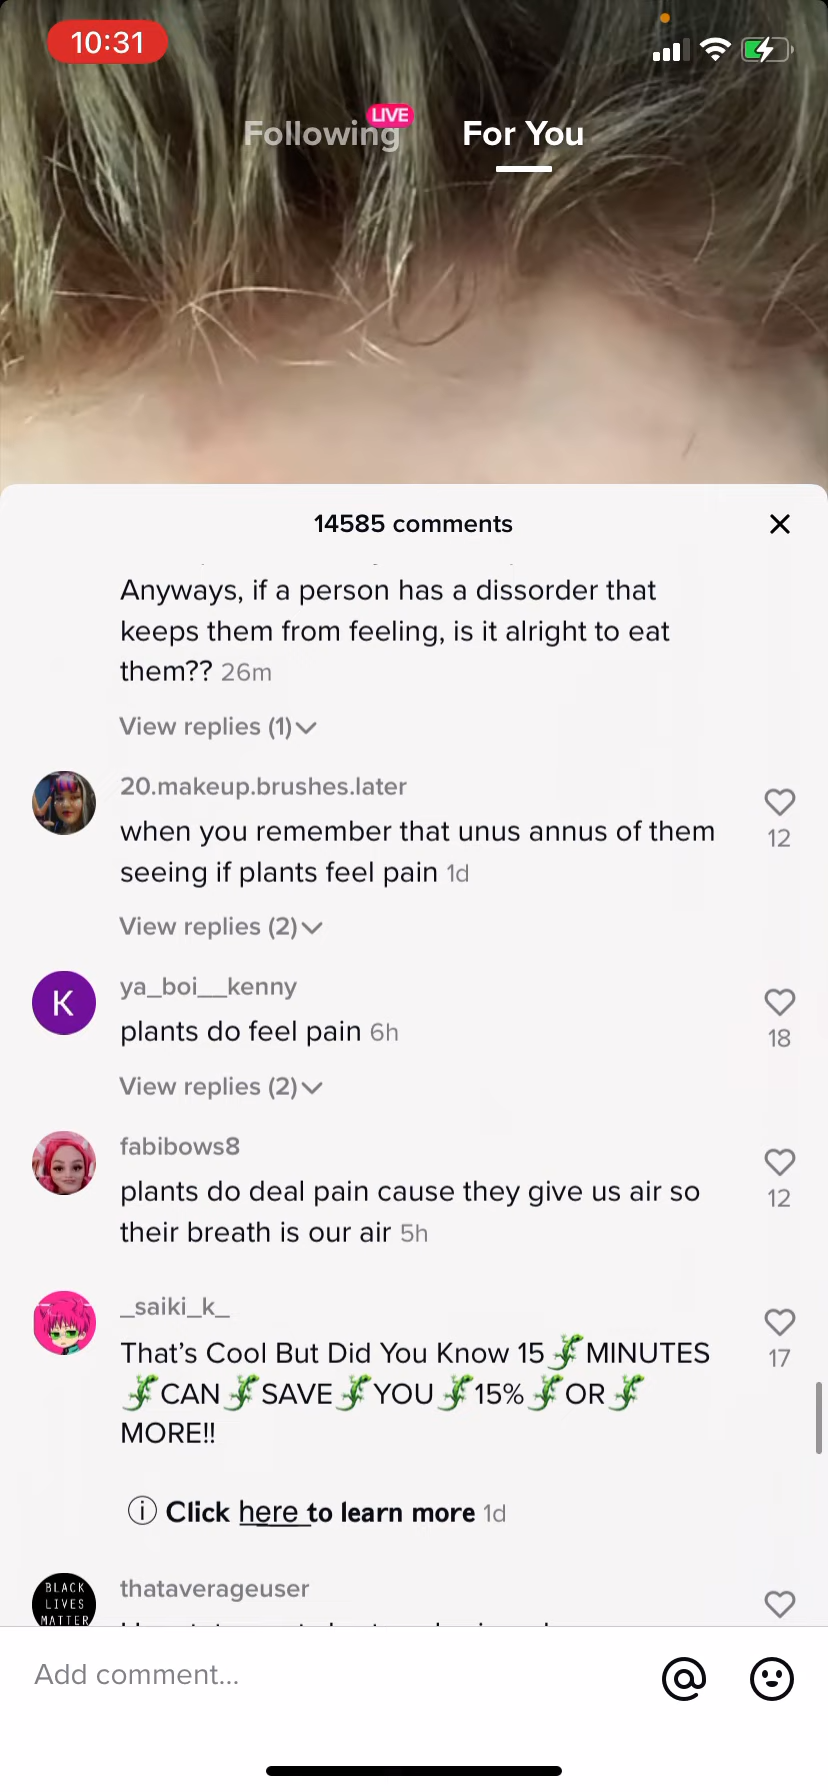 10:31
Following
LIVE
For You
14585 comments
Anyways, if a person has a dissorder that
keeps them from feeling, is it alright to eat
them?? 26m
View replies (1)
20.makeup.brushes.later
when you remember that unus annus of them
seeing if plants feel pain 1d
12
View replies (2)
K
ya_boi__kenny
plants do feel pain 6h
18
View replies (2)
fabibows8
plants do deal pain cause they give us air so
their breath is our air 5h
12
_saiki_k_
That's Cool But Did You Know 15🦎MINUTES
🦎CAN🦎SAVE🦎YOU🦎15%🦎OR🦎
MORE!!
17
ⓘ Click here to learn more 1d
BLACK
LIVES
MATTER
thataverageuser
Add comment...